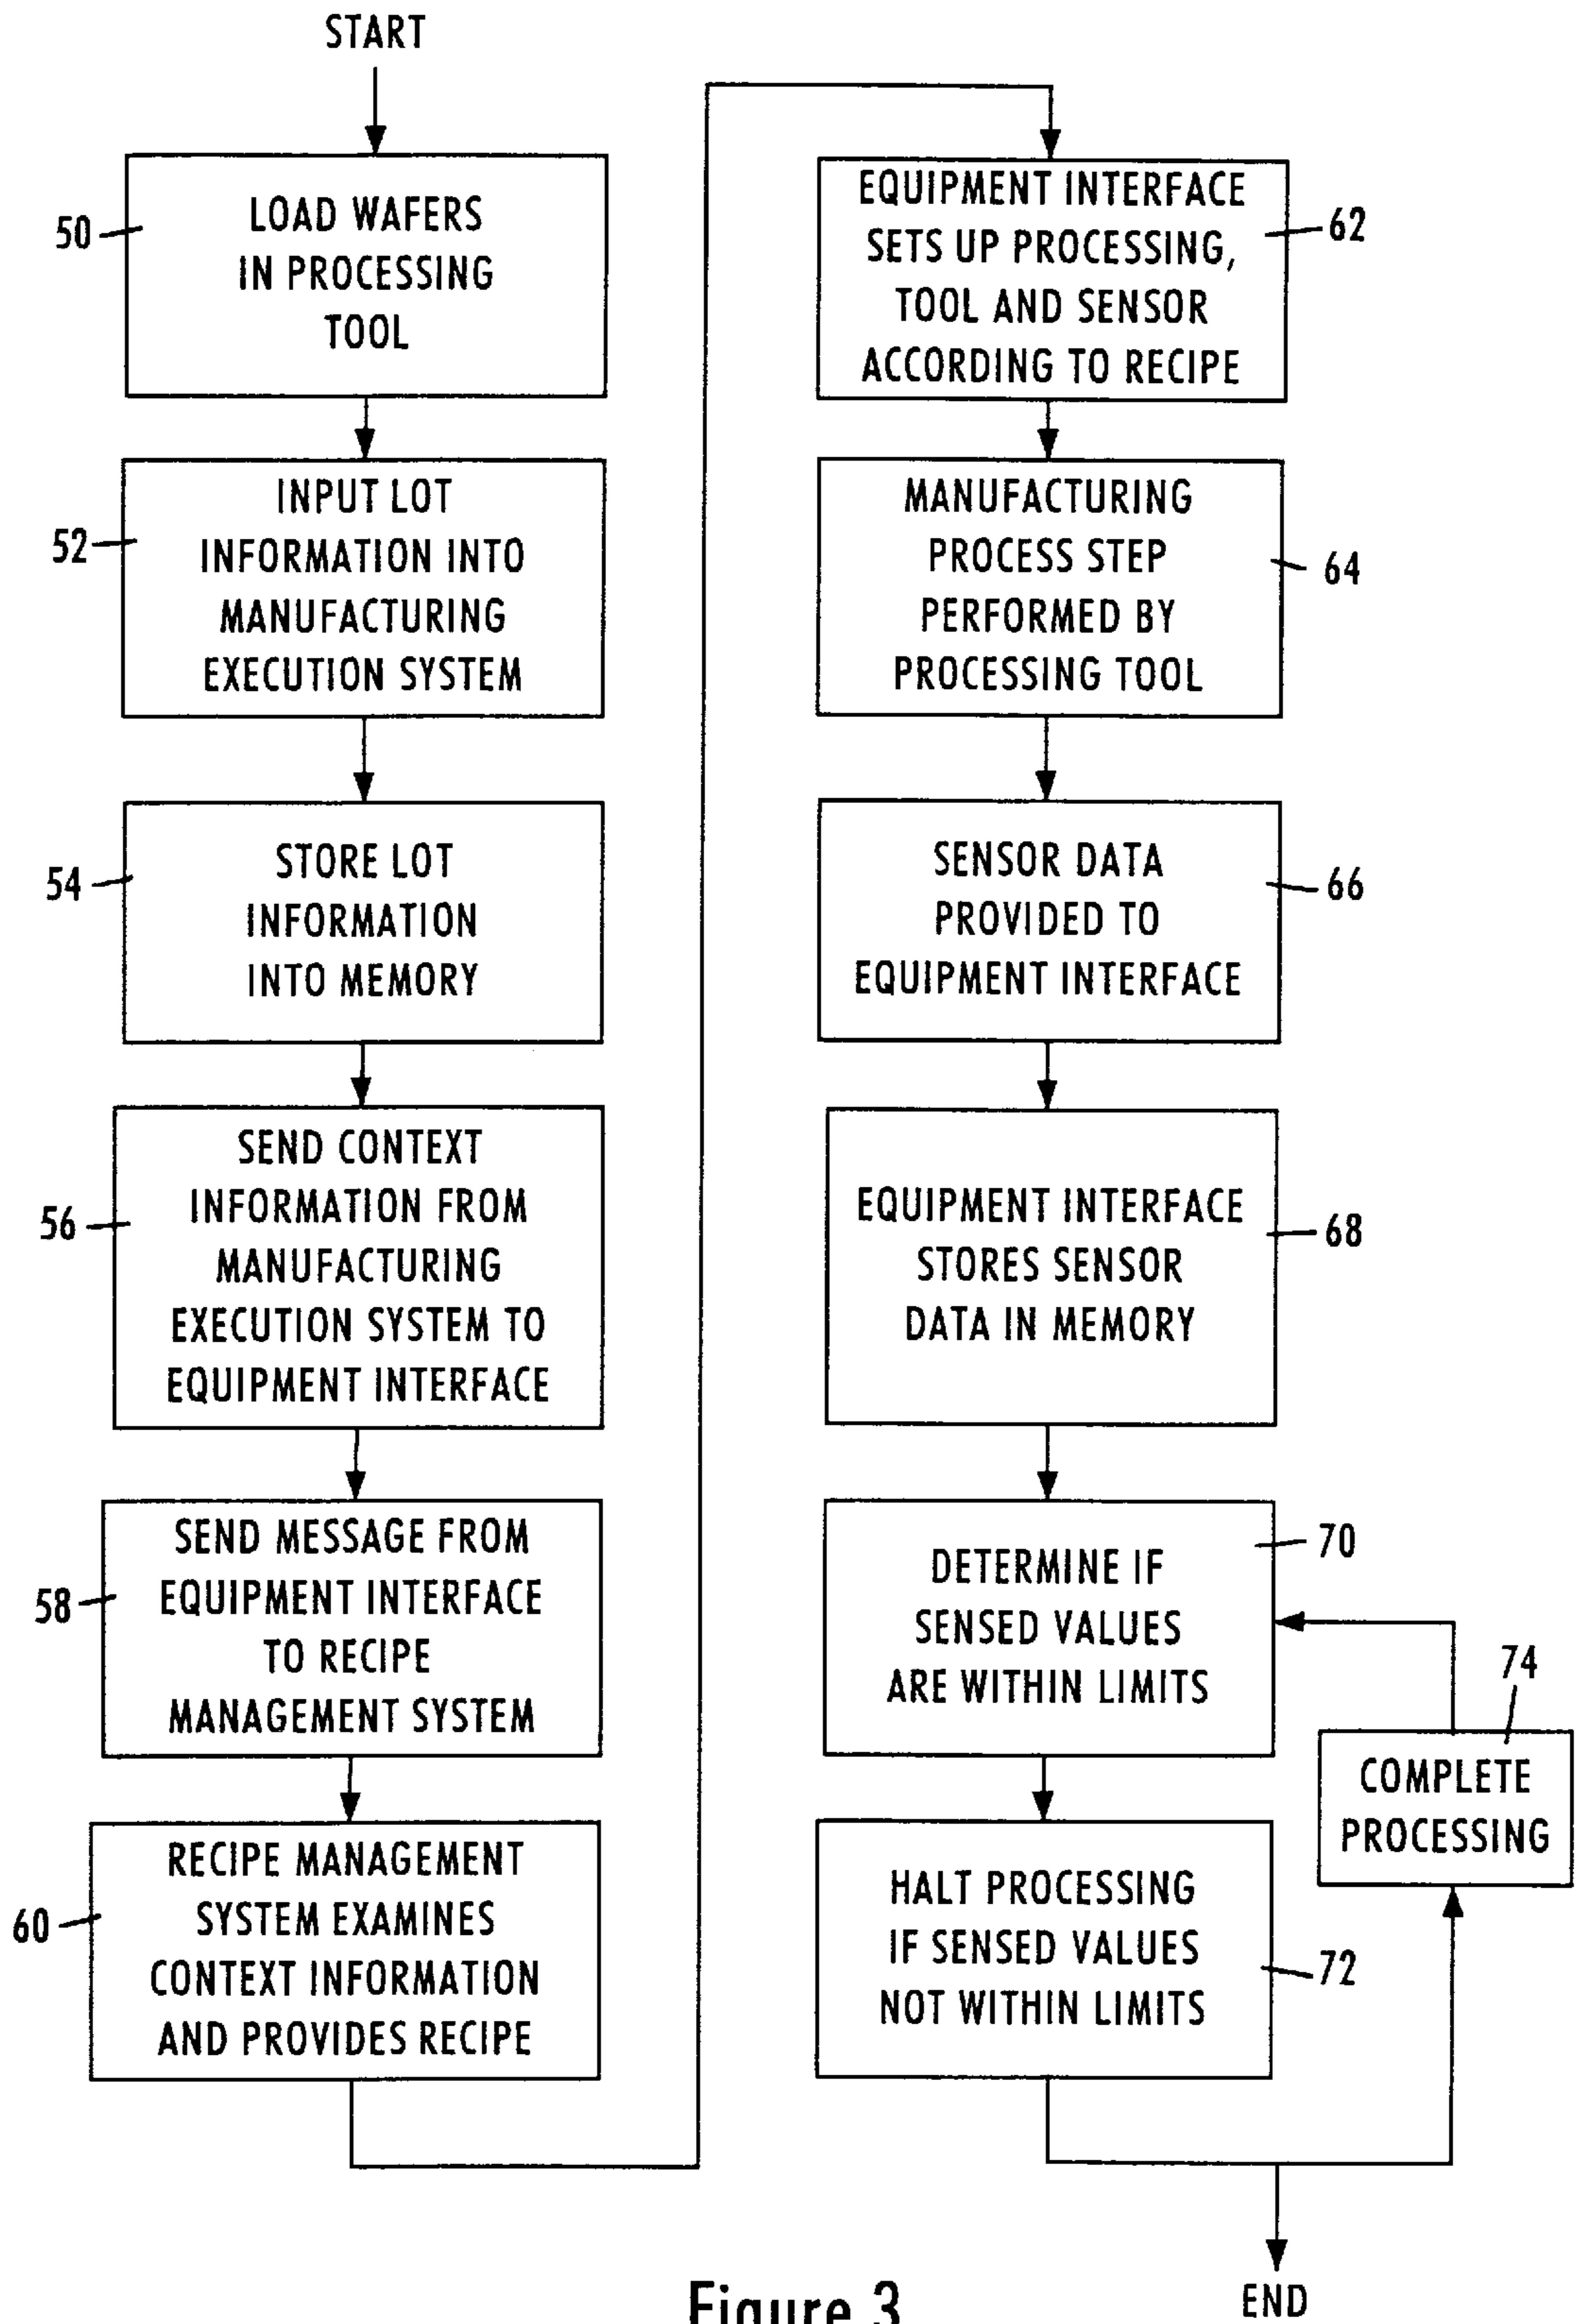 START
50
LOAD WAFERS
IN PROCESSING
TOOL
52
INPUT LOT
INFORMATION INTO
MANUFACTURING
EXECUTION SYSTEM
54
STORE LOT
INFORMATION
INTO MEMORY
56
SEND CONTEXT
INFORMATION FROM
MANUFACTURING
EXECUTION SYSTEM TO
EQUIPMENT INTERFACE
58
SEND MESSAGE FROM
EQUIPMENT INTERFACE
TO RECIPE
MANAGEMENT SYSTEM
60
RECIPE MANAGEMENT
SYSTEM EXAMINES
CONTEXT INFORMATION
AND PROVIDES RECIPE
EQUIPMENT INTERFACE
SETS UP PROCESSING,
TOOL AND SENSOR
ACCORDING TO RECIPE
62
MANUFACTURING
PROCESS STEP
PERFORMED BY
PROCESSING TOOL
64
SENSOR DATA
PROVIDED TO
EQUIPMENT INTERFACE
66
EQUIPMENT INTERFACE
STORES SENSOR
DATA IN MEMORY
68
DETERMINE IF
SENSED VALUES
ARE WITHIN LIMITS
70
74
COMPLETE
PROCESSING
HALT PROCESSING
IF SENSED VALUES
NOT WITHIN LIMITS
72
END
Figure 3